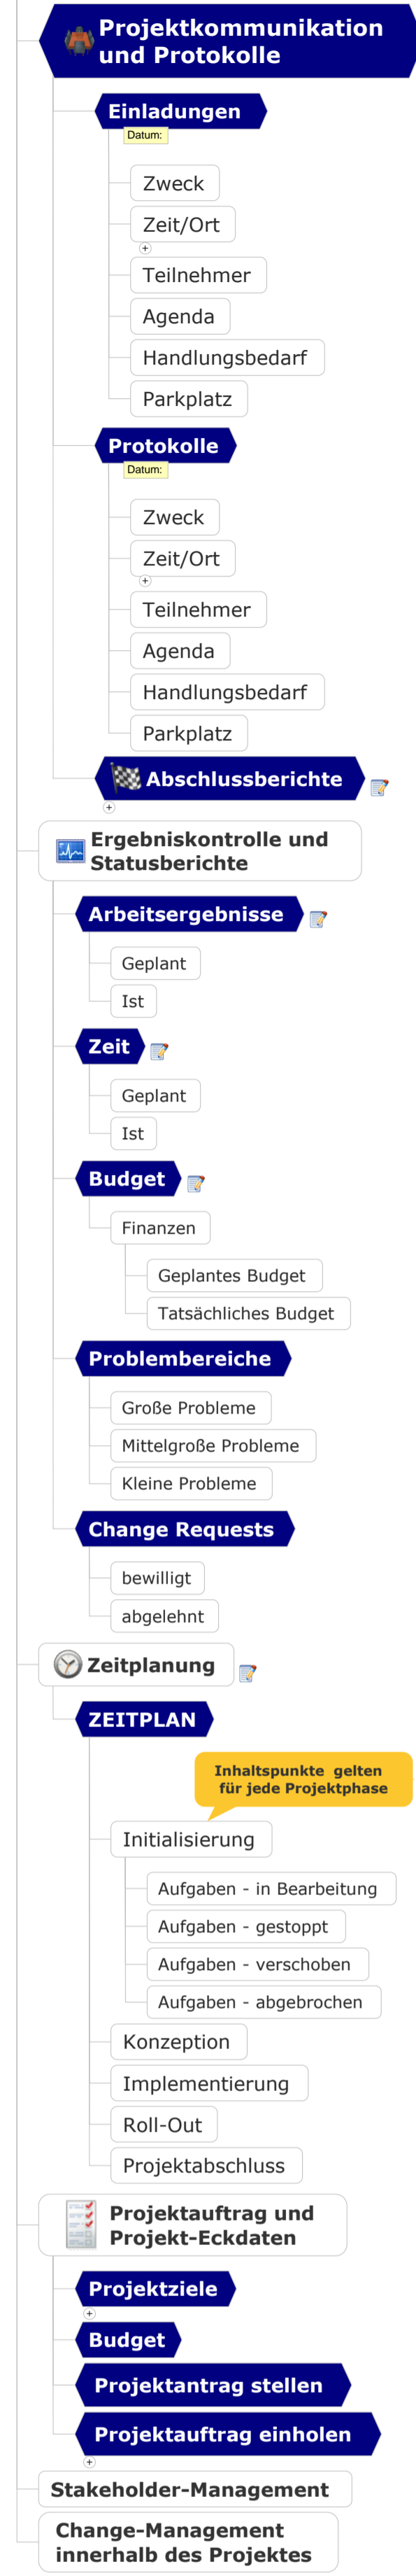 Projektkommunikation
und Protokolle
Einladungen
Datum:
Zweck
Zeit/Ort
Teilnehmer
Agenda
Handlungsbedarf
Parkplatz
Protokolle
Datum:
Zweck
Zeit/Ort
Teilnehmer
Agenda
Handlungsbedarf
Parkplatz
Abschlussberichte
Ergebniskontrolle und
Statusberichte
Arbeitsergebnisse
Geplant
Ist
Zeit
Geplant
Ist
Budget
Finanzen
Geplantes Budget
Tatsächliches Budget
Problembereiche
Große Probleme
Mittelgroße Probleme
Kleine Probleme
Change Requests
bewilligt
abgelehnt
Zeitplanung
ZEITPLAN
Inhaltspunkte gelten
für jede Projektphase
Initialisierung
Aufgaben - in Bearbeitung
Aufgaben - gestoppt
Aufgaben - verschoben
Aufgaben - abgebrochen
Konzeption
Implementierung
Roll-Out
Projektabschluss
Projektauftrag und
Projekt-Eckdaten
Projektziele
Budget
Projektantrag stellen
Projektauftrag einholen
Stakeholder-Management
Change-Management
innerhalb des Projektes